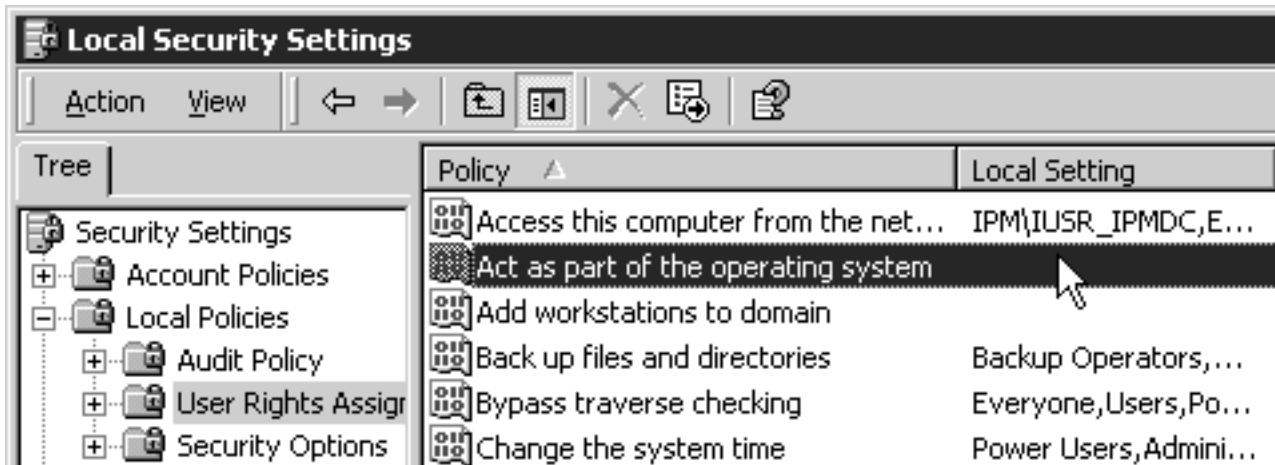 Local Security Settings
Action View
Tree
Policy Local Setting
Security Settings
Account Policies
Local Policies
Audit Policy
User Rights Assigr
Security Options
Access this computer from the net... IPM\IUSR_IPMDC,E...
Act as part of the operating system
Add workstations to domain
Back up files and directories Backup Operators,...
Bypass traverse checking Everyone,Users,Po...
Change the system time Power Users,Admini...